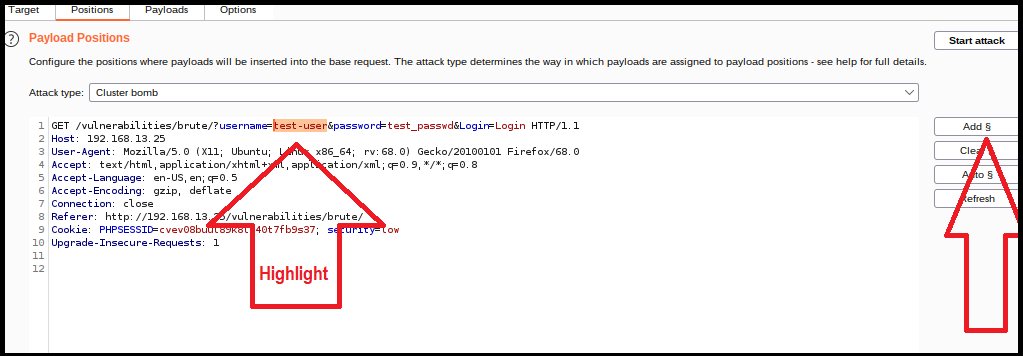 Target Positions Payloads Options
? Payload Positions
Start attack
Configure the positions where payloads will be inserted into the base request. The attack type determines the way in which payloads are assigned to payload positions - see help for full details.
Attack type: Cluster bomb
1 GET /vulnerabilities/brute/?username=test-user&password=test_passwd&Login=Login HTTP/1.1
Add §
2 Host: 192.168.13.25
3 User-Agent: Mozilla/5.0 (X11; Ubuntu; Linux x86_64; rv:68.0) Gecko/20100101 Firefox/68.0
4 Accept: text/html,application/xhtml+xml,application/xml;q=0.9,*/*;q=0.8
5 Accept-Language: en-US,en;q=0.5
Auto §
6 Accept-Encoding: gzip, deflate
7 Connection: close
Refresh
8 Referer: http://192.168.13.25/vulnerabilities/brute/
9 Cookie: security=low
10 Upgrade-Insecure-Requests: 1
11
12
Highlight